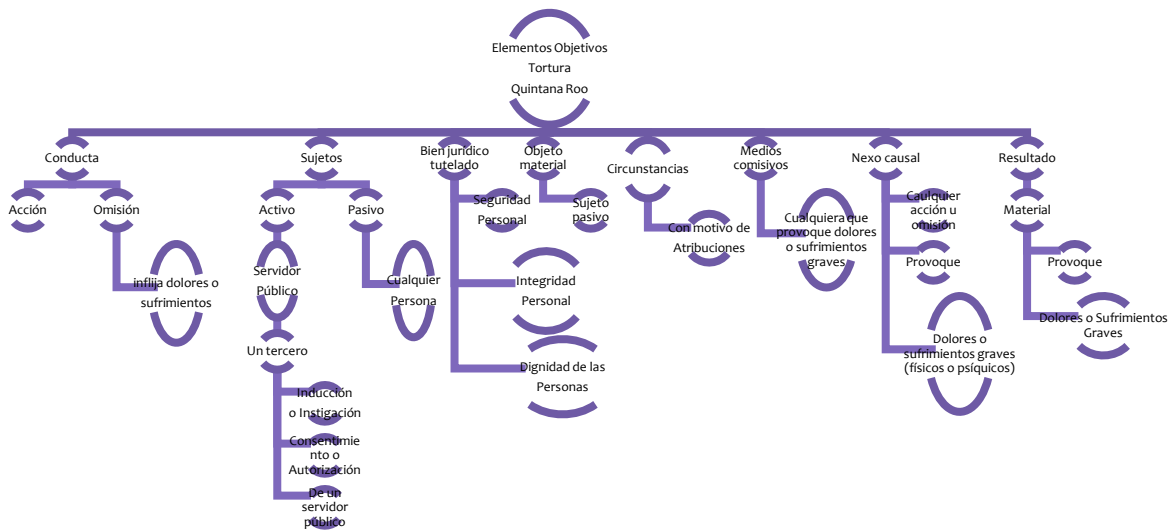 Elementos Objetivos
Tortura
Quintana Roo
Conducta
Acción
Omisión
inflija dolores o
sufrimientos
Sujetos
Activo
Servidor
Público
Un tercero
Inducción
o Instigación
Consentimie
nto o
Autorización
De un
servidor
público
Pasivo
Cualquier
Persona
Bien jurídico
tutelado
Seguridad
Personal
Integridad
Personal
Dignidad de las
Personas
Objeto
material
Sujeto
pasivo
Circunstancias
Con motivo de
Atribuciones
Medios
comisivos
Cualquiera que
provoque dolores
o sufrimientos
graves
Nexo causal
Caulquier
acción u
omisión
Provoque
Dolores o
sufrimientos graves
(físicos o psíquicos)
Resultado
Material
Provoque
Dolores o Sufrimientos
Graves